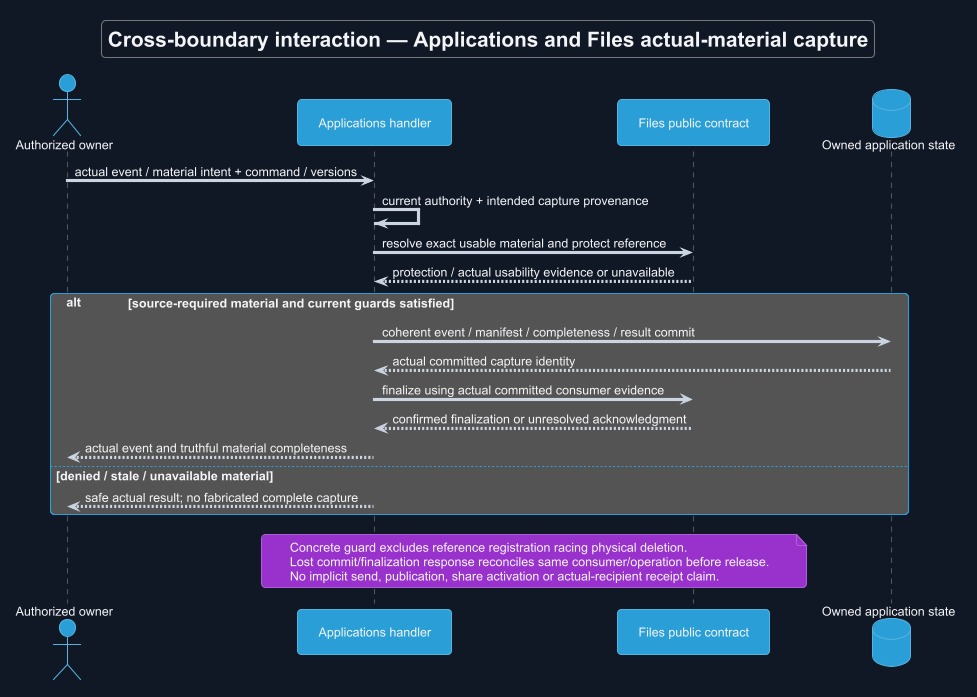 Cross-boundary interaction — Applications and Files actual-material capture
Authorized owner
Applications handler
Files public contract
Owned application state
actual event / material intent + command / versions
current authority + intended capture provenance
resolve exact usable material and protect reference
protection / actual usability evidence or unavailable
alt
[source-required material and current guards satisfied]
coherent event / manifest / completeness / result commit
actual committed capture identity
finalize using actual committed consumer evidence
confirmed finalization or unresolved acknowledgment
actual event and truthful material completeness
[denied / stale / unavailable material]
safe actual result; no fabricated complete capture
Concrete guard excludes reference registration racing physical deletion.
Lost commit/finalization response reconciles same consumer/operation before release.
No implicit send, publication, share activation or actual-recipient receipt claim.
Authorized owner
Applications handler
Files public contract
Owned application state